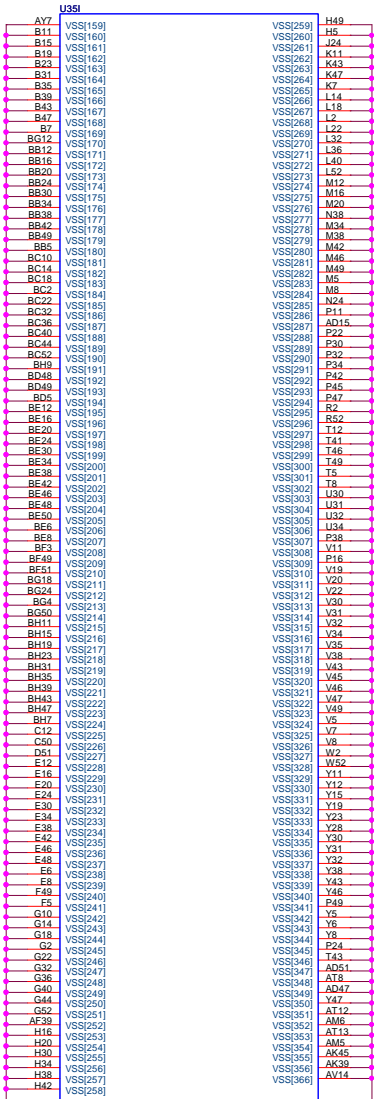 U35I
AY7 VSS[159] VSS[259] H49
B11 VSS[160] VSS[260] H5
B15 VSS[161] VSS[261] J24
B19 VSS[162] VSS[262] K11
B23 VSS[163] VSS[263] K43
B31 VSS[164] VSS[264] K47
B35 VSS[165] VSS[265] K7
B39 VSS[166] VSS[266] L14
B43 VSS[167] VSS[267] L18
B47 VSS[168] VSS[268] L2
B7 VSS[169] VSS[269] L22
BG12 VSS[170] VSS[270] L32
BB12 VSS[171] VSS[271] L36
BB16 VSS[172] VSS[272] L40
BB20 VSS[173] VSS[273] L52
BB24 VSS[174] VSS[274] M12
BB30 VSS[175] VSS[275] M16
BB34 VSS[176] VSS[276] M20
BB38 VSS[177] VSS[277] N38
BB42 VSS[178] VSS[278] M34
BB49 VSS[179] VSS[279] M38
BB5 VSS[180] VSS[280] M42
BC10 VSS[181] VSS[281] M46
BC14 VSS[182] VSS[282] M49
BC18 VSS[183] VSS[283] M5
BC2 VSS[184] VSS[284] M8
BC22 VSS[185] VSS[285] N24
BC32 VSS[186] VSS[286] P11
BC36 VSS[187] VSS[287] AD15
BC40 VSS[188] VSS[288] P22
BC44 VSS[189] VSS[289] P30
BC52 VSS[190] VSS[290] P32
BH9 VSS[191] VSS[291] P34
BD48 VSS[192] VSS[292] P42
BD49 VSS[193] VSS[293] P45
BD5 VSS[194] VSS[294] P47
BE12 VSS[195] VSS[295] R2
BE16 VSS[196] VSS[296] R52
BE20 VSS[197] VSS[297] T12
BE24 VSS[198] VSS[298] T41
BE30 VSS[199] VSS[299] T46
BE34 VSS[200] VSS[300] T49
BE38 VSS[201] VSS[301] T5
BE42 VSS[202] VSS[302] T8
BE46 VSS[203] VSS[303] U30
BE48 VSS[204] VSS[304] U31
BE50 VSS[205] VSS[305] U32
BE6 VSS[206] VSS[306] U34
BE8 VSS[207] VSS[307] P38
BF3 VSS[208] VSS[308] V11
BF49 VSS[209] VSS[309] P16
BF51 VSS[210] VSS[310] V19
BG18 VSS[211] VSS[311] V20
BG24 VSS[212] VSS[312] V22
BG4 VSS[213] VSS[313] V30
BG50 VSS[214] VSS[314] V31
BH11 VSS[215] VSS[315] V32
BH15 VSS[216] VSS[316] V34
BH19 VSS[217] VSS[317] V35
BH23 VSS[218] VSS[318] V38
BH31 VSS[219] VSS[319] V43
BH35 VSS[220] VSS[320] V45
BH39 VSS[221] VSS[321] V46
BH43 VSS[222] VSS[322] V47
BH47 VSS[223] VSS[323] V49
BH7 VSS[224] VSS[324] V5
C12 VSS[225] VSS[325] V7
C50 VSS[226] VSS[326] V8
D51 VSS[227] VSS[327] W2
E12 VSS[228] VSS[328] W52
E16 VSS[229] VSS[329] Y11
E20 VSS[230] VSS[330] Y12
E24 VSS[231] VSS[331] Y15
E30 VSS[232] VSS[332] Y19
E34 VSS[233] VSS[333] Y23
E38 VSS[234] VSS[334] Y28
E42 VSS[235] VSS[335] Y30
E46 VSS[236] VSS[336] Y31
E48 VSS[237] VSS[337] Y32
E6 VSS[238] VSS[338] Y38
E8 VSS[239] VSS[339] Y43
F49 VSS[240] VSS[340] Y46
F5 VSS[241] VSS[341] P49
G10 VSS[242] VSS[342] Y5
G14 VSS[243] VSS[343] Y6
G18 VSS[244] VSS[344] Y8
G2 VSS[245] VSS[345] P24
G22 VSS[246] VSS[346] T43
G32 VSS[247] VSS[347] AD51
G36 VSS[248] VSS[348] AT8
G40 VSS[249] VSS[349] AD47
G44 VSS[250] VSS[350] Y47
G52 VSS[251] VSS[351] AT12
AF39 VSS[252] VSS[352] AM6
H16 VSS[253] VSS[353] AT13
H20 VSS[254] VSS[354] AM5
H30 VSS[255] VSS[355] AK45
H34 VSS[256] VSS[356] AK39
H38 VSS[257] VSS[366] AV14
H42 VSS[258]